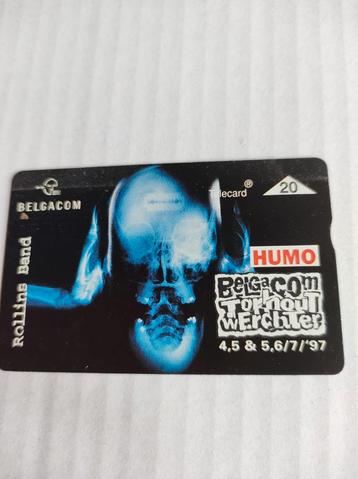 BELGACOM
Telecard®
20
Rollins Band
HUMO
BELGACOM
TORHOUT
WERCHTER
4,5 & 5,6/7/'97